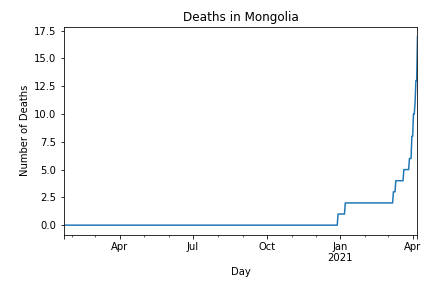 Deaths in Mongolia
Number of Deaths
17.5
15.0
12.5
10.0
7.5
5.0
2.5
0.0
Apr
Jul
Oct
Jan
2021
Apr
Day